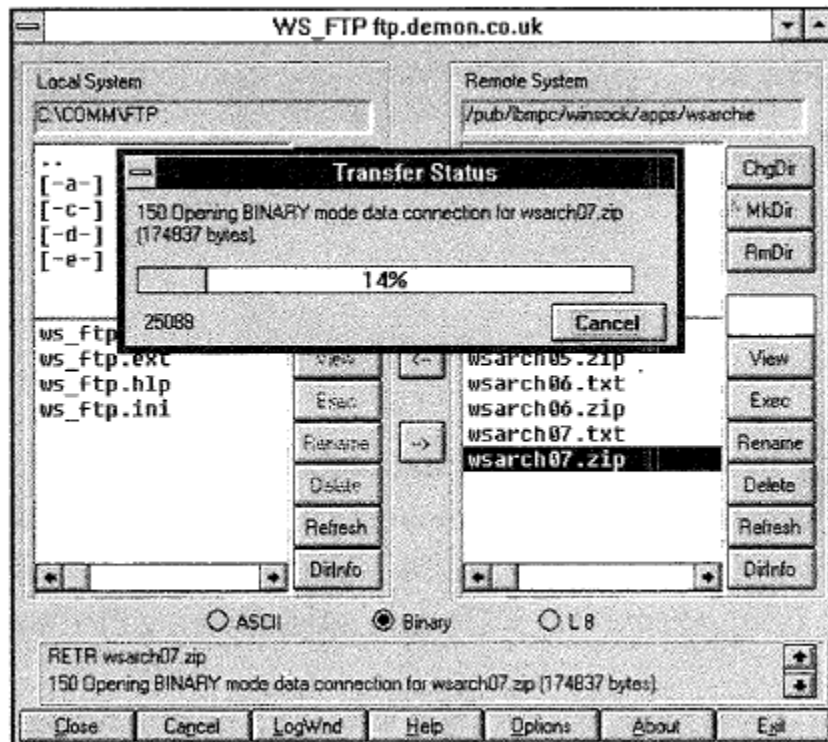 WS_FTP ftp.demon.co.uk
Local System
C:\COMM\FTP
..
[-a-]
[-c-]
[-d-]
[-e-]
ws_ftp
ws_ftp.ext
ws_ftp.hlp
ws_ftp.ini
View
Exec
Rename
Delete
Refresh
DirInfo
<--
-->
Remote System
/pub/ibmpc/winsock/apps/wsarchie
ChgDir
MkDir
RmDir
wsarch05.zip
wsarch06.txt
wsarch06.zip
wsarch07.txt
wsarch07.zip
View
Exec
Rename
Delete
Refresh
DirInfo
Transfer Status
150 Opening BINARY mode data connection for wsarch07.zip
(174837 bytes).
14%
25089
Cancel
ASCII
Binary
L 8
RETR wsarch07.zip
150 Opening BINARY mode data connection for wsarch07.zip (174837 bytes).
Close
Cancel
LogWnd
Help
Options
About
Exit